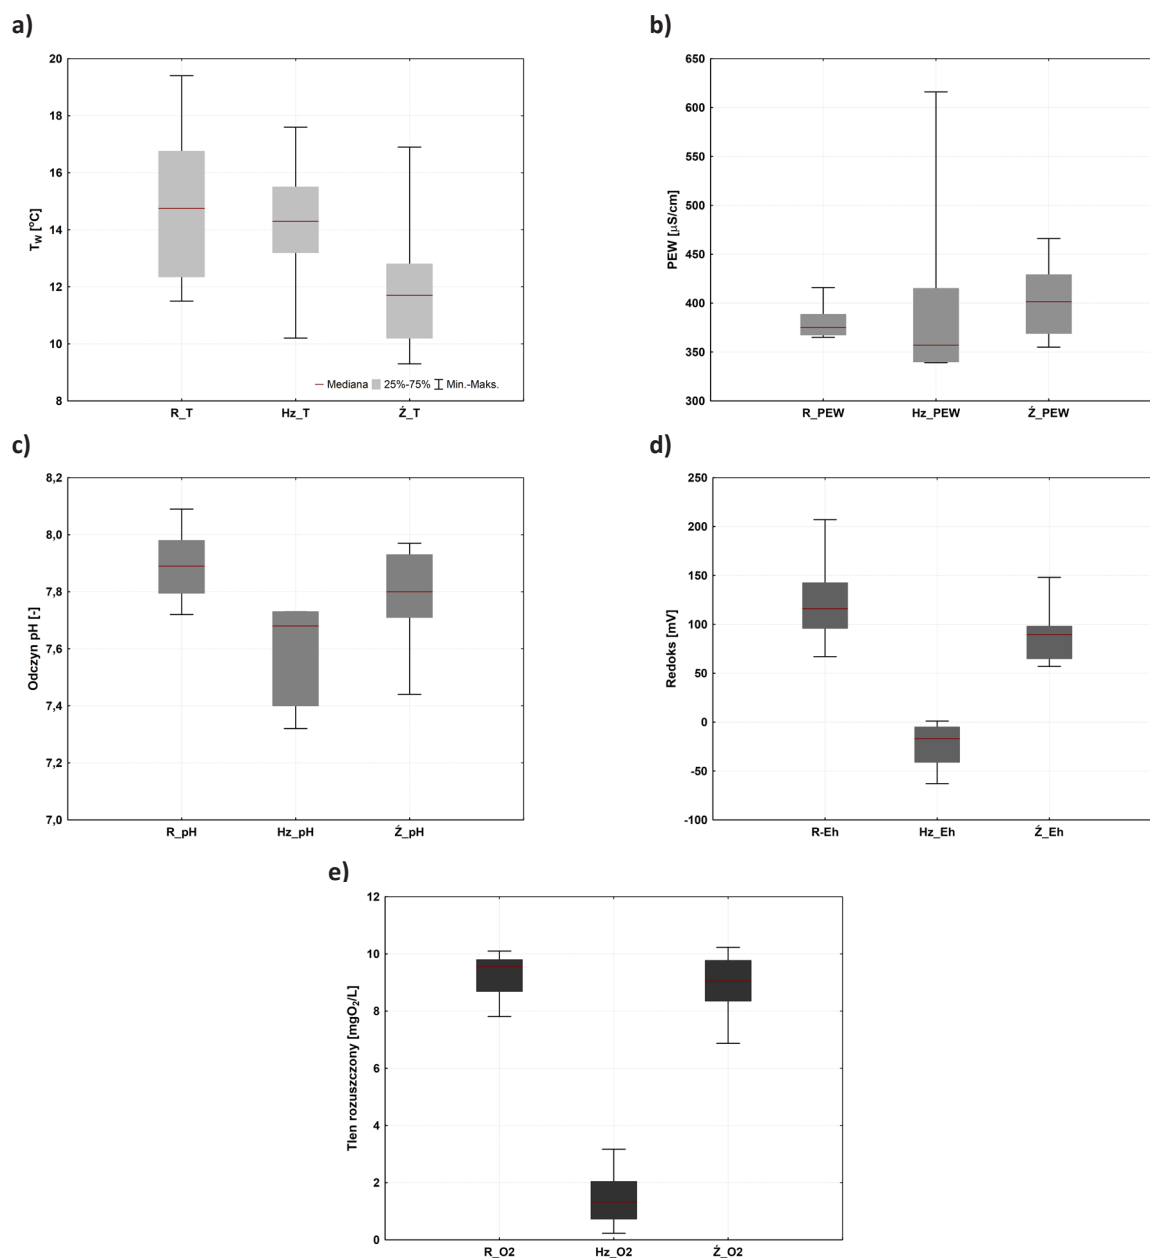 a)
20
18
16
14
12
10
8
T_W [°C]
Mediana 25%-75% Min.-Maks.
R_T Hz_T Ź_T
b)
650
600
550
500
450
400
350
300
PEW [µS/cm]
R_PEW Hz_PEW Ź_PEW
c)
8,2
8,0
7,8
7,6
7,4
7,2
7,0
Odczyn pH [-]
R_pH Hz_pH Ź_pH
d)
250
200
150
100
50
0
-50
-100
Redoks [mV]
R-Eh Hz_Eh Ź_Eh
e)
12
10
8
6
4
2
0
Tlen rozuszczony [mgO₂/L]
R_O2 Hz_O2 Ź_O2